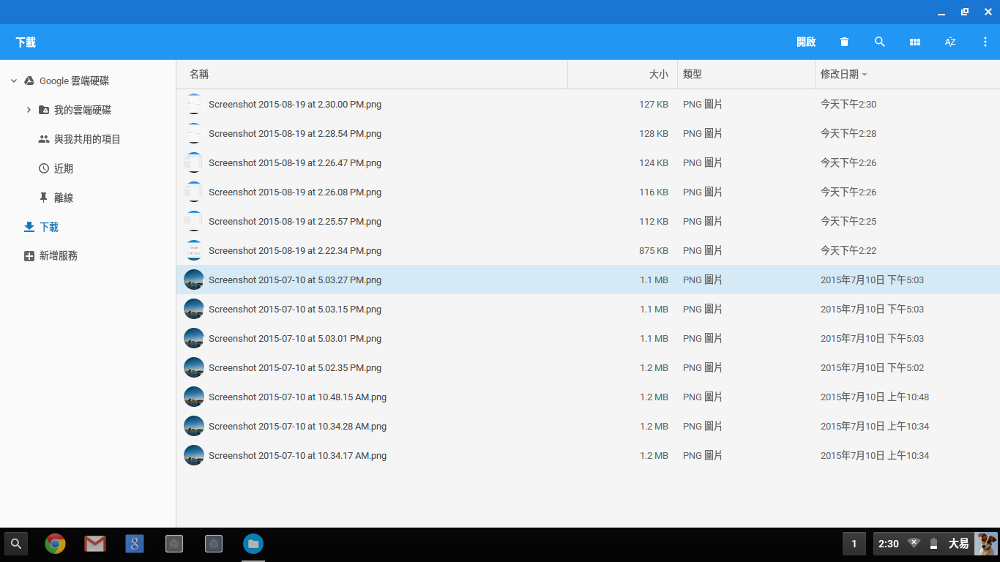 下載
開啟
AZ
Google 雲端硬碟
我的雲端硬碟
與我共用的項目
近期
離線
下載
新增服務
名稱 大小 類型 修改日期
Screenshot 2015-08-19 at 2.30.00 PM.png 127 KB PNG 圖片 今天下午2:30
Screenshot 2015-08-19 at 2.28.54 PM.png 128 KB PNG 圖片 今天下午2:28
Screenshot 2015-08-19 at 2.26.47 PM.png 124 KB PNG 圖片 今天下午2:26
Screenshot 2015-08-19 at 2.26.08 PM.png 116 KB PNG 圖片 今天下午2:26
Screenshot 2015-08-19 at 2.25.57 PM.png 112 KB PNG 圖片 今天下午2:25
Screenshot 2015-08-19 at 2.22.34 PM.png 875 KB PNG 圖片 今天下午2:22
Screenshot 2015-07-10 at 5.03.27 PM.png 1.1 MB PNG 圖片 2015年7月10日 下午5:03
Screenshot 2015-07-10 at 5.03.15 PM.png 1.1 MB PNG 圖片 2015年7月10日 下午5:03
Screenshot 2015-07-10 at 5.03.01 PM.png 1.1 MB PNG 圖片 2015年7月10日 下午5:03
Screenshot 2015-07-10 at 5.02.35 PM.png 1.2 MB PNG 圖片 2015年7月10日 下午5:02
Screenshot 2015-07-10 at 10.48.15 AM.png 1.2 MB PNG 圖片 2015年7月10日 上午10:48
Screenshot 2015-07-10 at 10.34.28 AM.png 1.2 MB PNG 圖片 2015年7月10日 上午10:34
Screenshot 2015-07-10 at 10.34.17 AM.png 1.2 MB PNG 圖片 2015年7月10日 上午10:34
g
1 2:30 大易